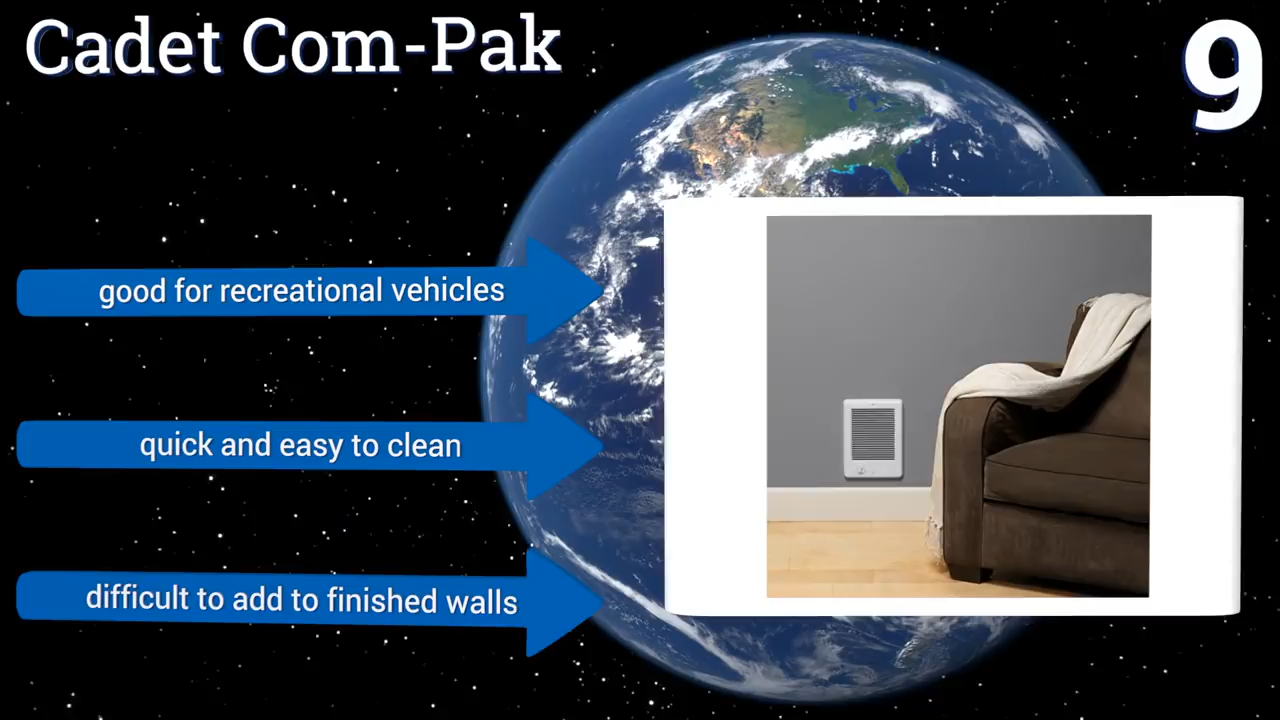 Cadet Com-Pak
9
good for recreational vehicles
quick and easy to clean
difficult to add to finished walls